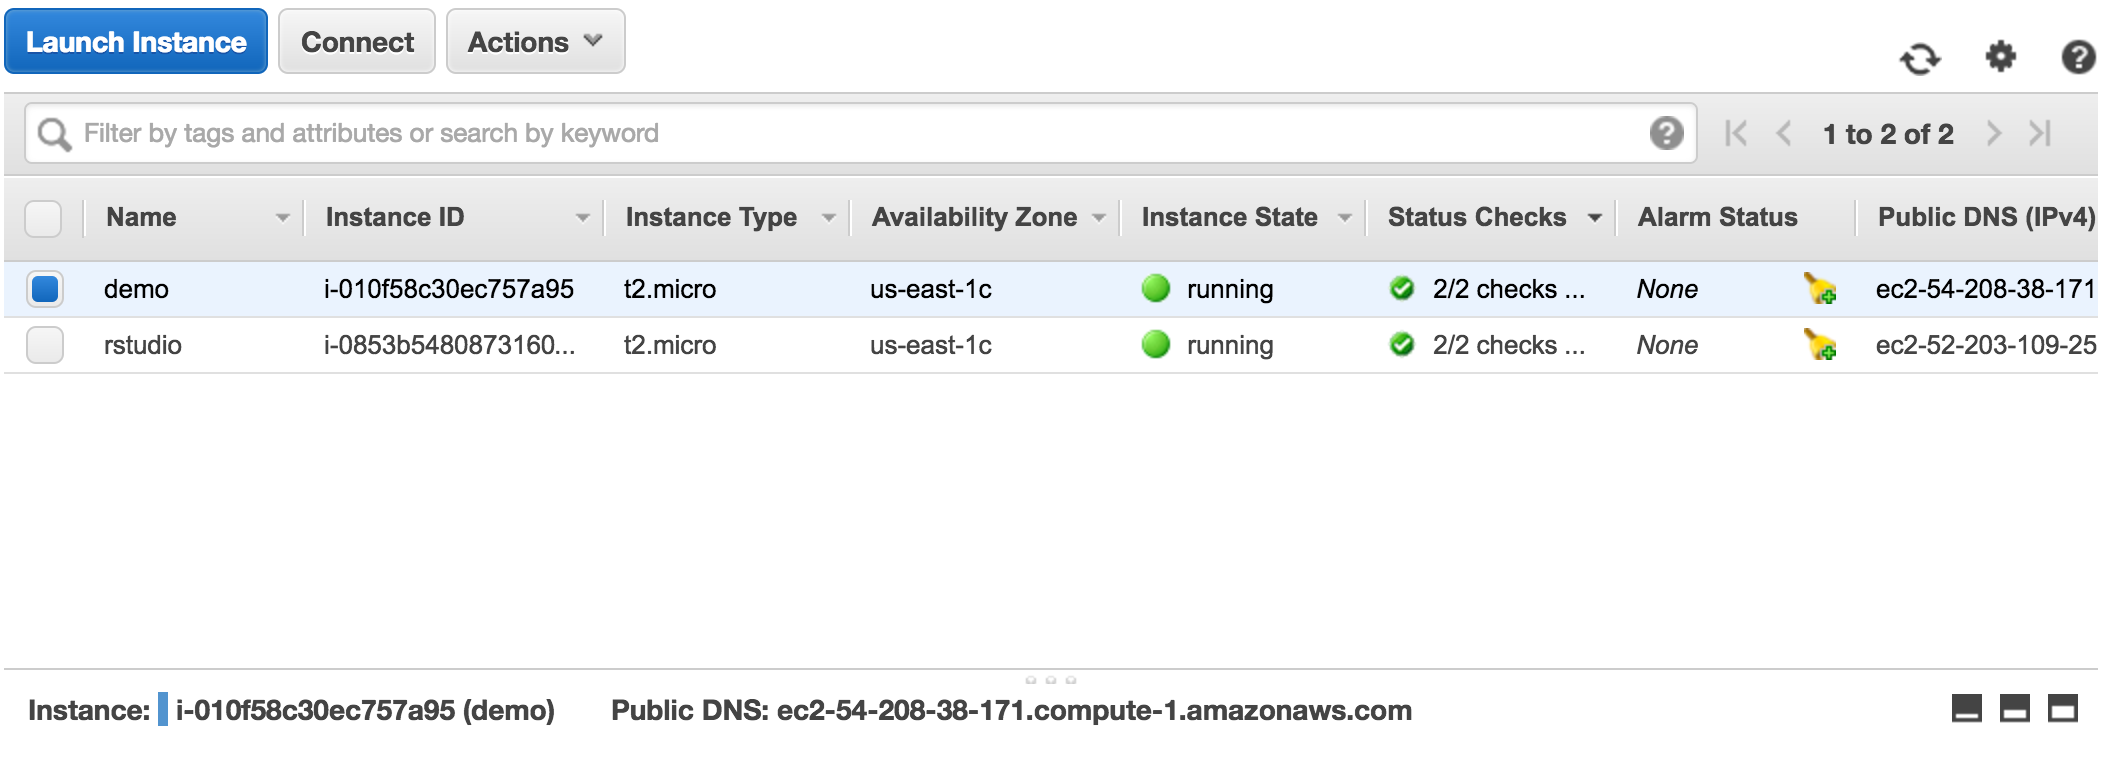 Launch Instance Connect Actions
Filter by tags and attributes or search by keyword 1 to 2 of 2
Name Instance ID Instance Type Availability Zone Instance State Status Checks Alarm Status Public DNS (IPv4)
demo i-010f58c30ec757a95 t2.micro us-east-1c running 2/2 checks ... None ec2-54-208-38-171
rstudio i-0853b5480873160... t2.micro us-east-1c running 2/2 checks ... None ec2-52-203-109-25
Instance: i-010f58c30ec757a95 (demo) Public DNS: ec2-54-208-38-171.compute-1.amazonaws.com